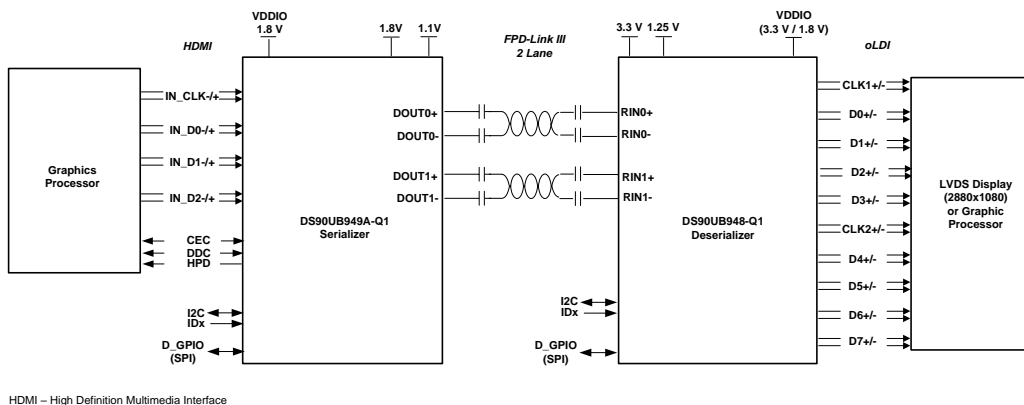 HDMI
VDDIO
1.8 V
1.8V
1.1V
FPD-Link III
2 Lane
3.3 V
1.25 V
VDDIO
(3.3 V / 1.8 V)
oLDI
Graphics
Processor
IN_CLK-/+
IN_D0-/+
IN_D1-/+
IN_D2-/+
CEC
DDC
HPD
I2C
IDx
D_GPIO
(SPI)
DS90UB949A-Q1
Serializer
DOUT0+
DOUT0-
DOUT1+
DOUT1-
RIN0+
RIN0-
RIN1+
RIN1-
I2C
IDx
D_GPIO
(SPI)
DS90UB948-Q1
Deserializer
CLK1+/-
D0+/-
D1+/-
D2+/-
D3+/-
CLK2+/-
D4+/-
D5+/-
D6+/-
D7+/-
LVDS Display
(2880x1080)
or Graphic
Processor
HDMI – High Definition Multimedia Interface